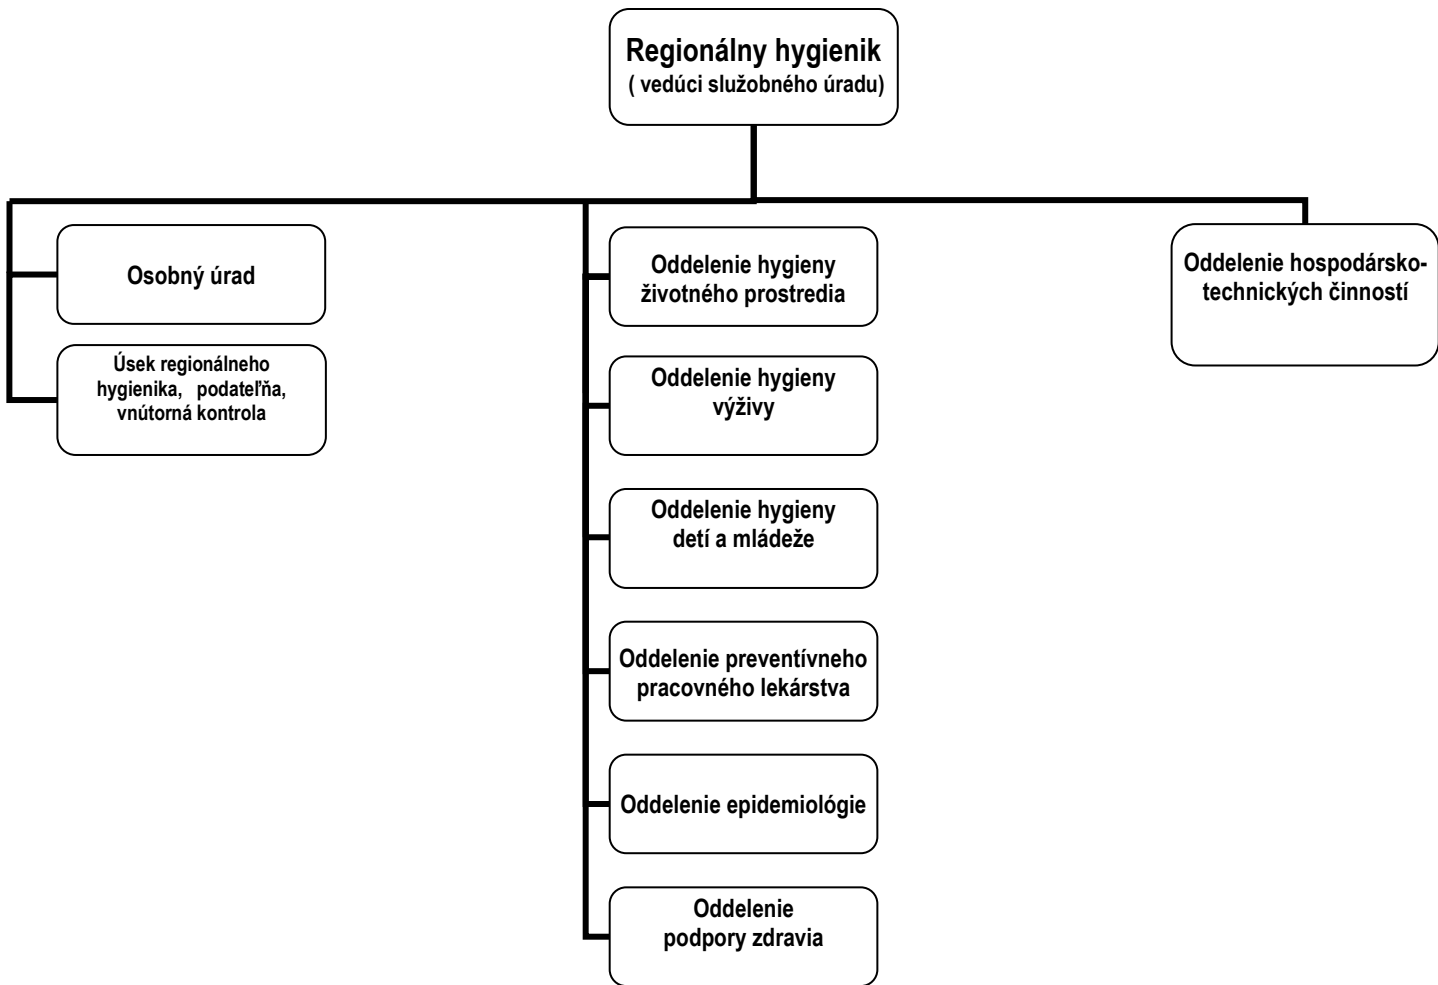 Regionálny hygienik
( vedúci služobného úradu)
Osobný úrad
Úsek regionálneho
hygienika, podateľňa,
vnútorná kontrola
Oddelenie hygieny
životného prostredia
Oddelenie hygieny
výživy
Oddelenie hygieny
detí a mládeže
Oddelenie preventívneho
pracovného lekárstva
Oddelenie epidemiológie
Oddelenie
podpory zdravia
Oddelenie hospodársko-
technických činností